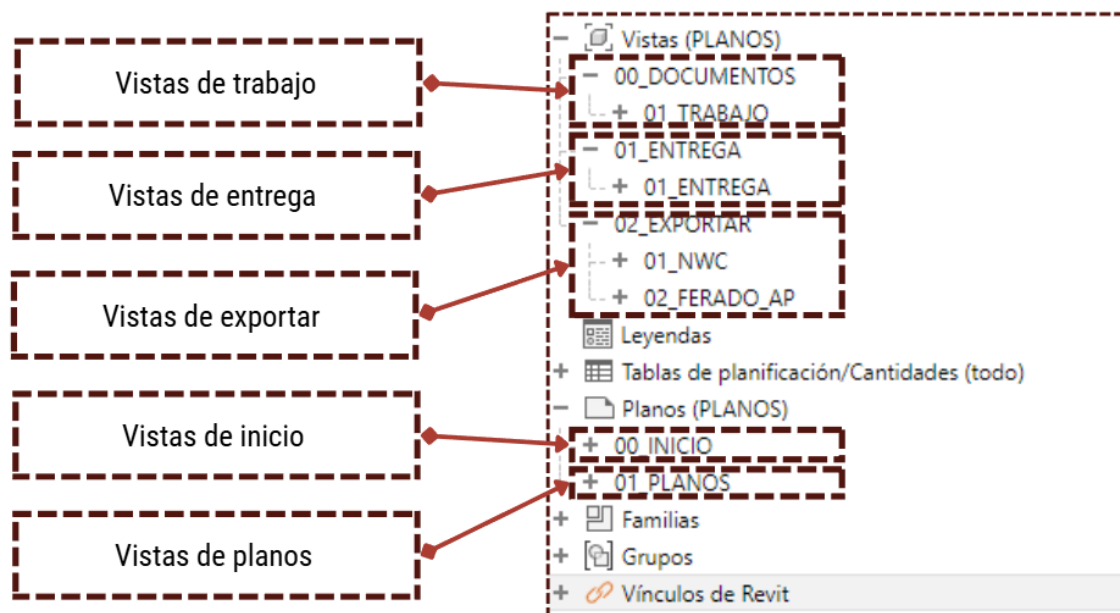 Vistas de trabajo
Vistas de entrega
Vistas de exportar
Vistas de inicio
Vistas de planos
Vistas (PLANOS)
00_DOCUMENTOS
01_TRABAJO
01_ENTREGA
01_ENTREGA
02_EXPORTAR
01_NWC
02_FERADO_AP
Leyendas
Tablas de planificación/Cantidades (todo)
Planos (PLANOS)
00_INICIO
01_PLANOS
Familias
Grupos
Vínculos de Revit